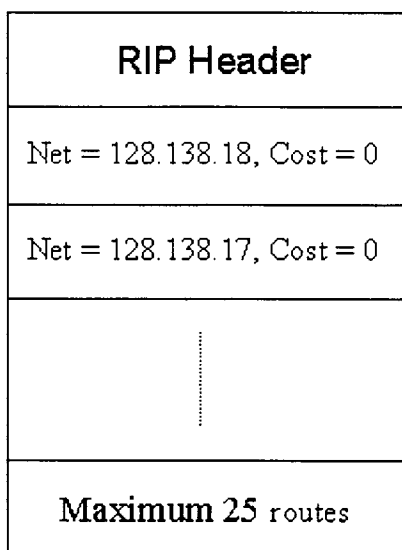 RIP Header
Net = 128.138.18, Cost = 0
Net = 128.138.17, Cost = 0
Maximum 25 routes